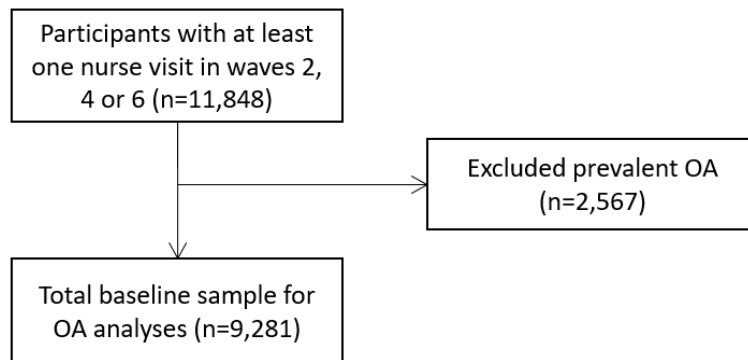 Participants with at least
one nurse visit in waves 2,
4 or 6 (n=11,848)
Excluded prevalent OA
(n=2,567)
Total baseline sample for
OA analyses (n=9,281)